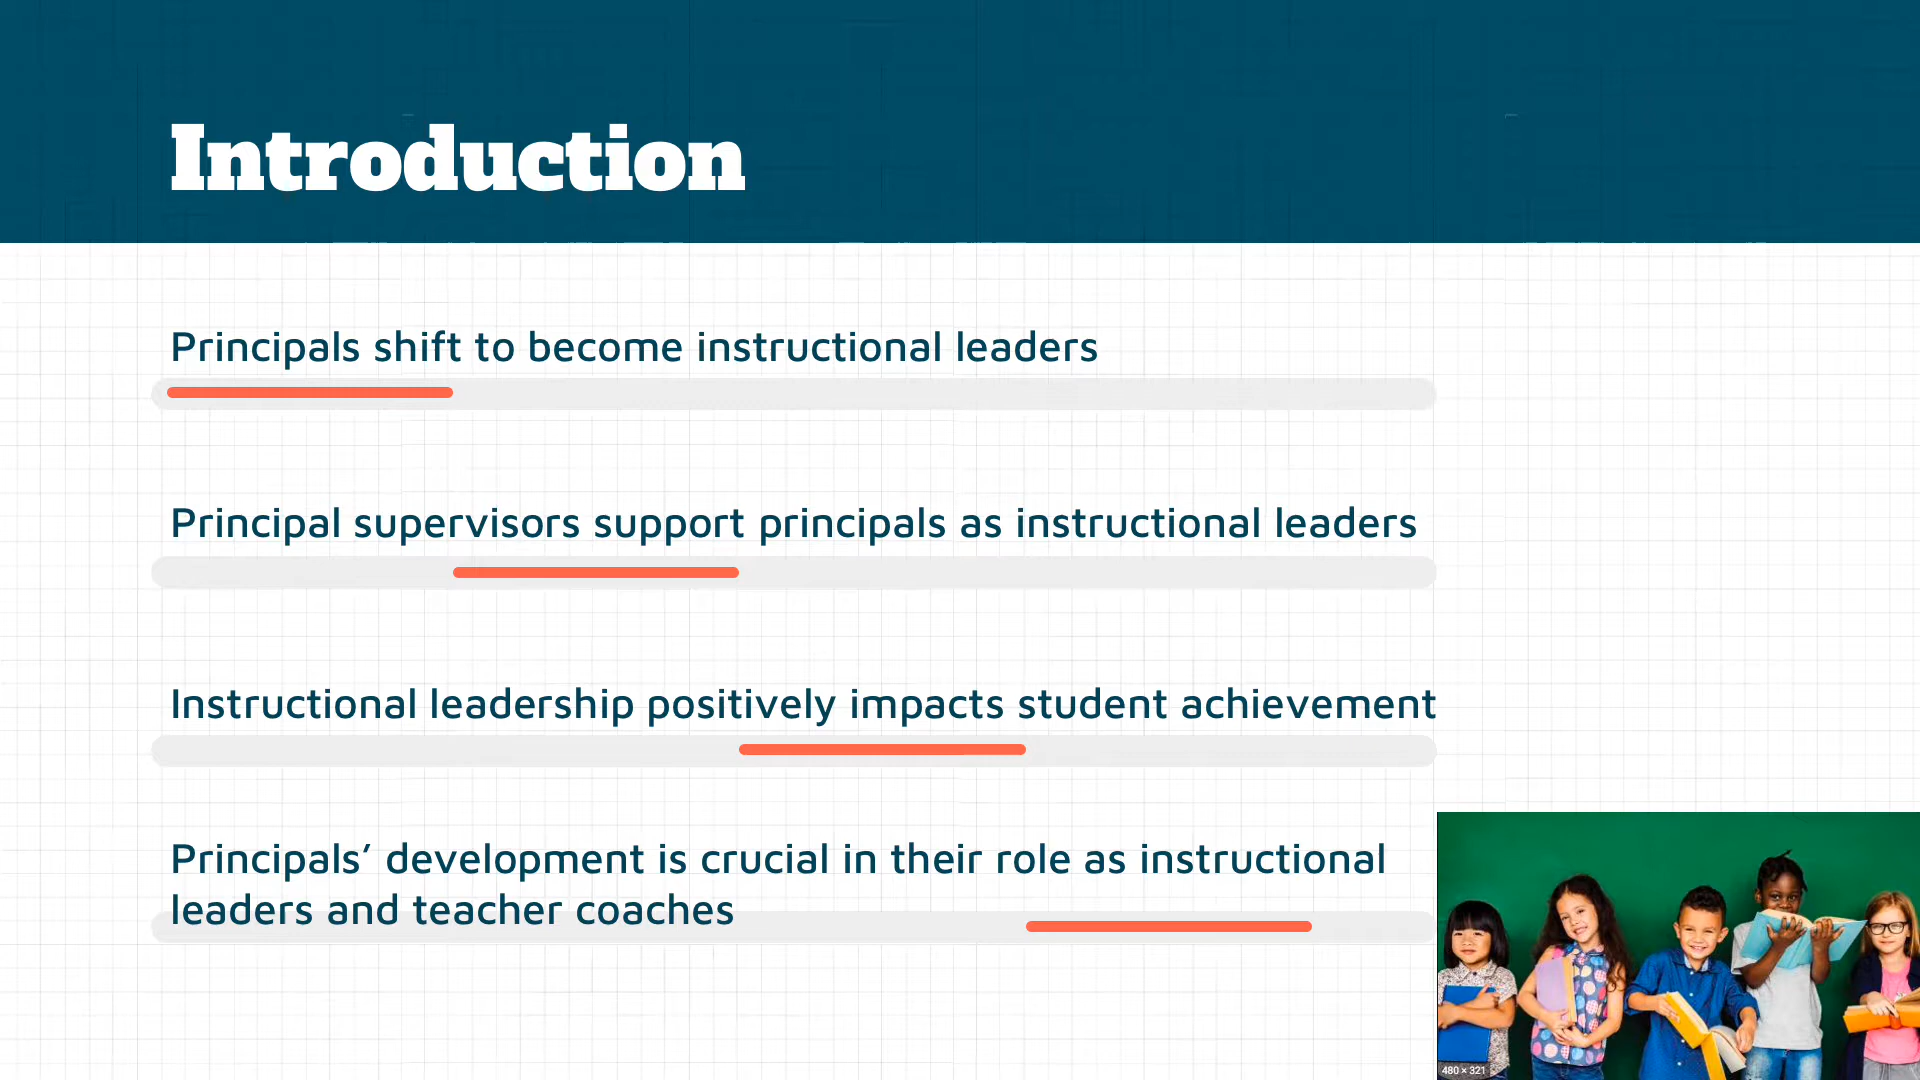 Introduction
Principals shift to become instructional leaders
Principal supervisors support principals as instructional leaders
Instructional leadership positively impacts student achievement
Principals’ development is crucial in their role as instructional
leaders and teacher coaches
480 × 321